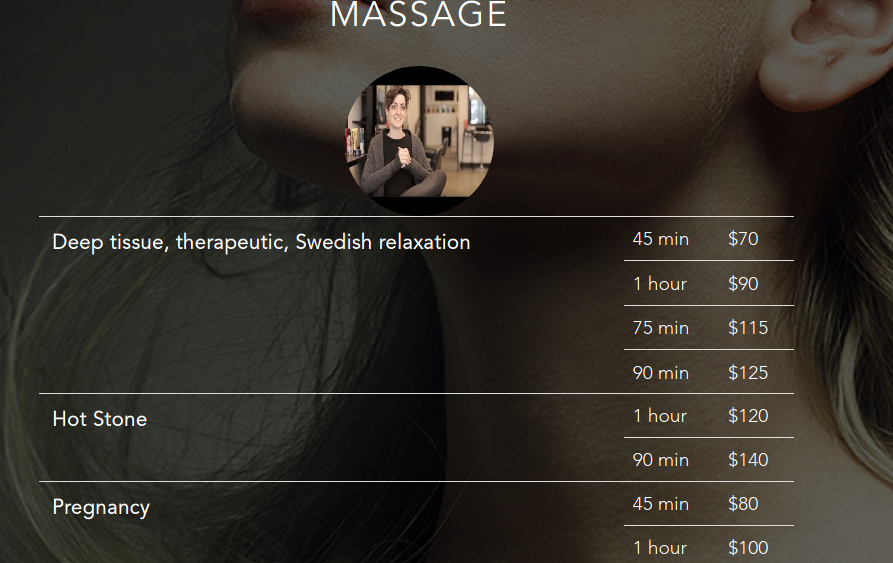 MASSAGE
Deep tissue, therapeutic, Swedish relaxation 45 min $70
1 hour $90
75 min $115
90 min $125
Hot Stone 1 hour $120
90 min $140
Pregnancy 45 min $80
1 hour $100